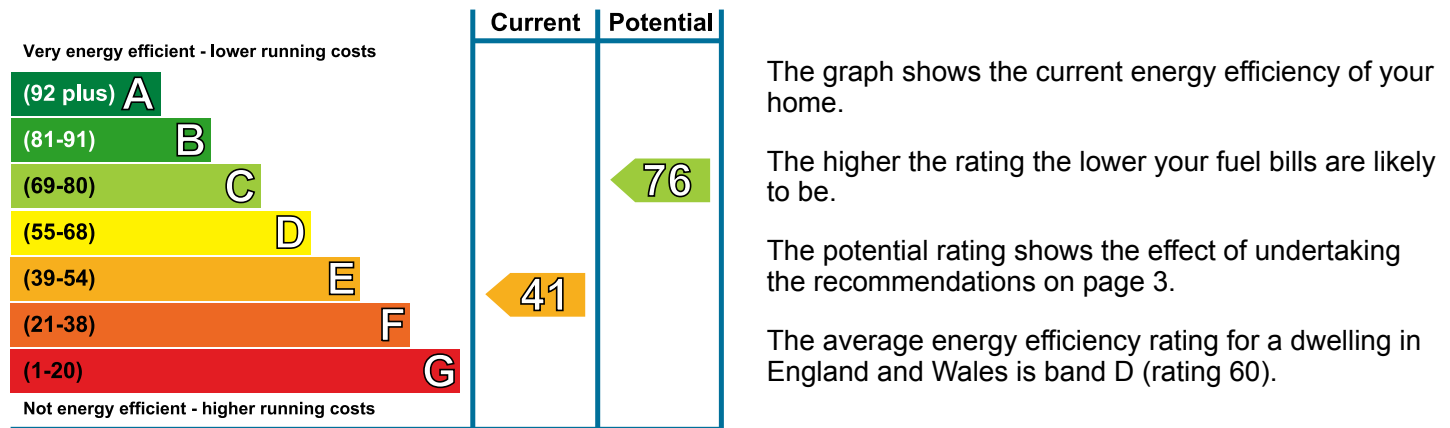 Current Potential
Very energy efficient - lower running costs
(92 plus) A
(81-91) B
(69-80) C
76
(55-68) D
(39-54) E
41
(21-38) F
(1-20) G
Not energy efficient - higher running costs
The graph shows the current energy efficiency of your
home.
The higher the rating the lower your fuel bills are likely
to be.
The potential rating shows the effect of undertaking
the recommendations on page 3.
The average energy efficiency rating for a dwelling in
England and Wales is band D (rating 60).